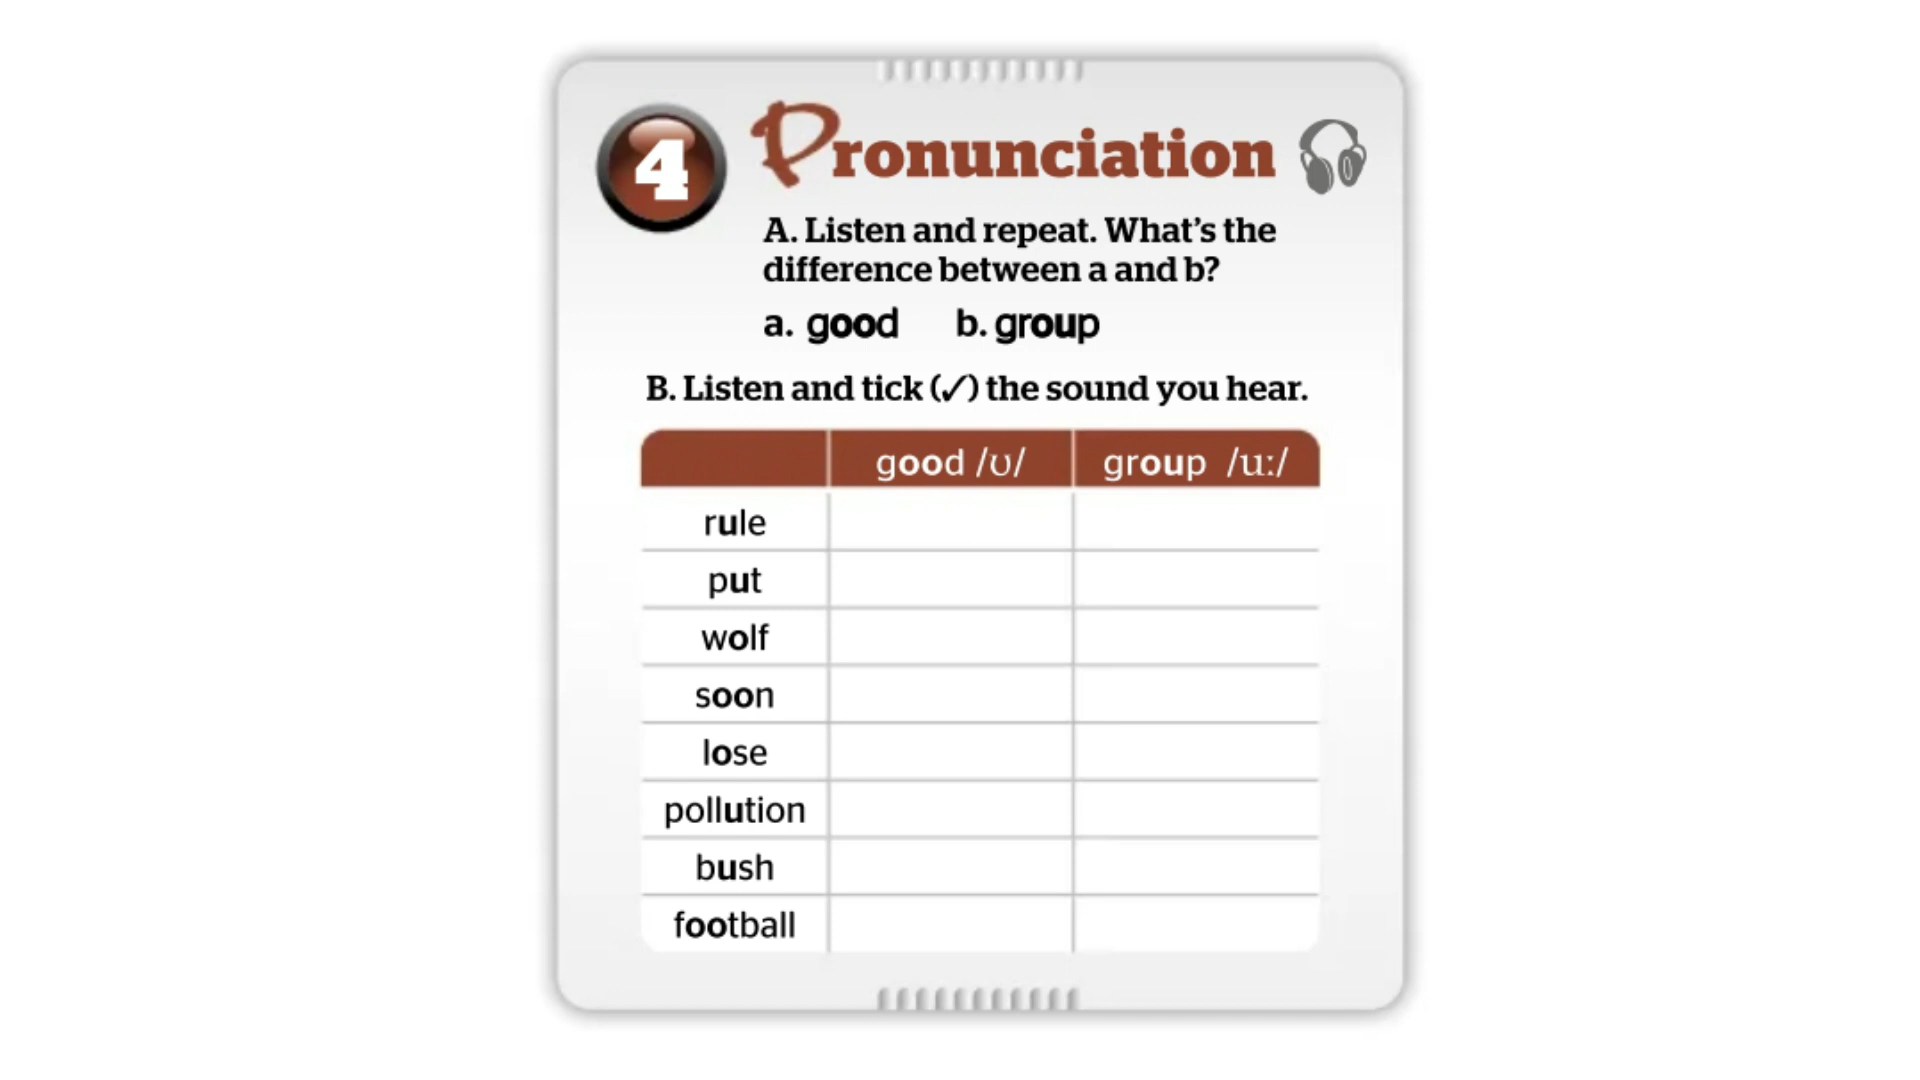 4 Pronunciation
A. Listen and repeat. What's the
difference between a and b?
a. good b. group
B. Listen and tick (✓) the sound you hear.
good /ʊ/ group /uː/
rule
put
wolf
soon
lose
pollution
bush
football